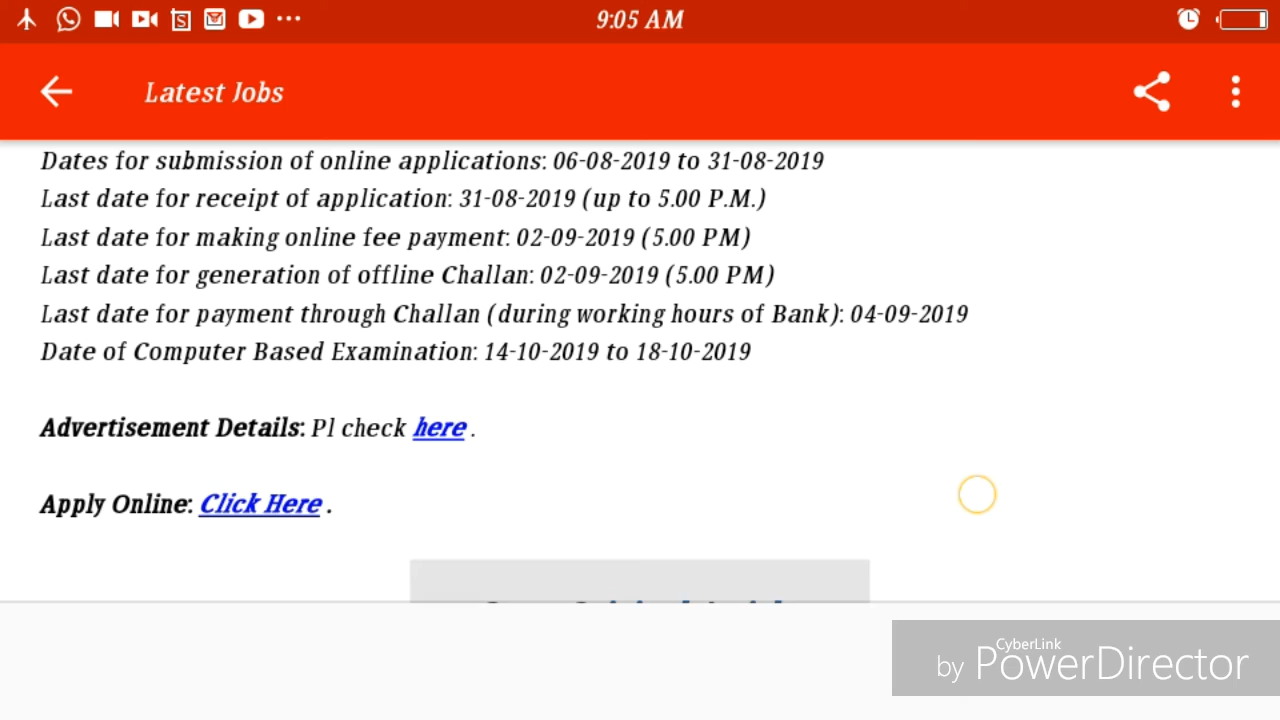 9:05 AM
Latest Jobs
Dates for submission of online applications: 06-08-2019 to 31-08-2019
Last date for receipt of application: 31-08-2019 (up to 5.00 P.M.)
Last date for making online fee payment: 02-09-2019 (5.00 PM)
Last date for generation of offline Challan: 02-09-2019 (5.00 PM)
Last date for payment through Challan (during working hours of Bank): 04-09-2019
Date of Computer Based Examination: 14-10-2019 to 18-10-2019
Advertisement Details: Pl check here .
Apply Online: Click Here .
CyberLink
by PowerDirector